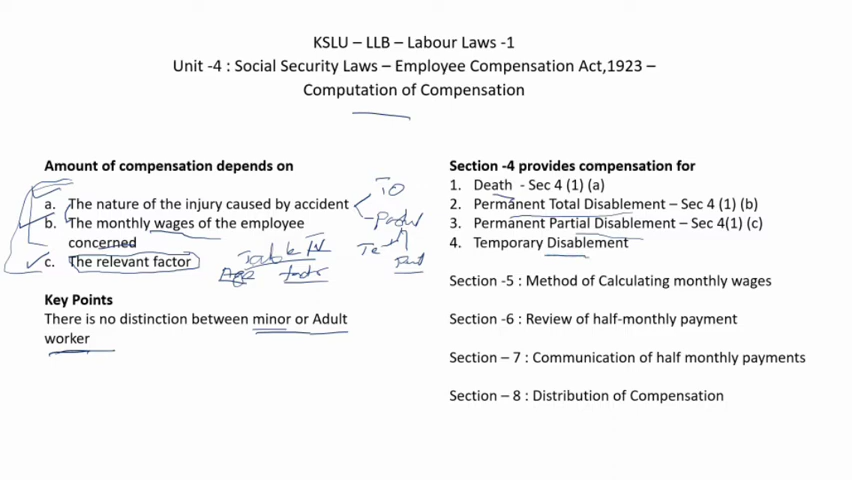 KSLU – LLB – Labour Laws -1
Unit -4 : Social Security Laws – Employee Compensation Act,1923 –
Computation of Compensation
Amount of compensation depends on
a. The nature of the injury caused by accident
b. The monthly wages of the employee
concerned
c. The relevant factor
Table IV
Age factr
Key Points
There is no distinction between minor or Adult
worker
Section -4 provides compensation for
1. Death - Sec 4 (1) (a)
2. Permanent Total Disablement – Sec 4 (1) (b)
3. Permanent Partial Disablement – Sec 4(1) (c)
4. Temporary Disablement
Section -5 : Method of Calculating monthly wages
Section -6 : Review of half-monthly payment
Section – 7 : Communication of half monthly payments
Section – 8 : Distribution of Compensation